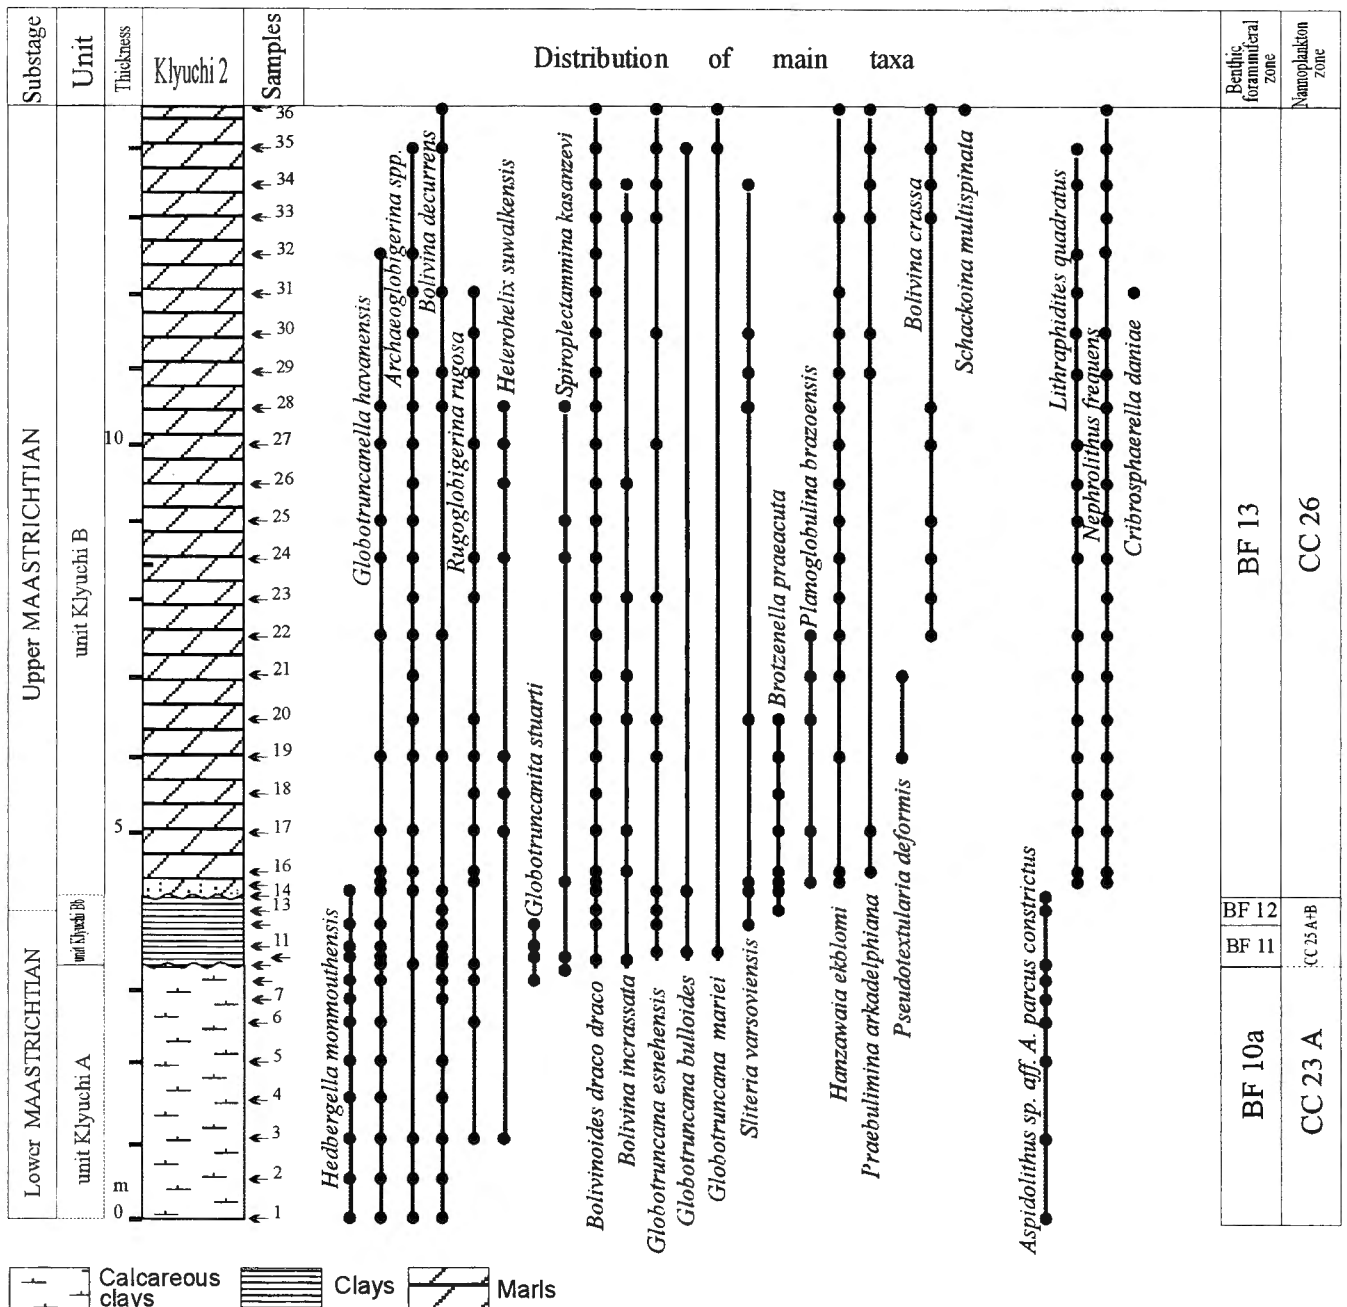 Substage
Unit
Thickness
Klyuchi 2
Samples
Distribution of main taxa
Benthic
foraminiferal
zone
Nannoplankton
zone
Upper MAASTRICHTIAN
Lower MAASTRICHTIAN
unit Klyuchi B
unit Klyuchi Bb
unit Klyuchi A
10
5
m
0
36
35
34
33
32
31
30
29
28
27
26
25
24
23
22
21
20
19
18
17
16
14
13
11
7
6
5
4
3
2
1
Hedbergella monmouthensis
Globotruncanella havanensis
Archaeoglobigerina spp.
Bolivina decurrens
Rugoglobigerina rugosa
Heterohelix suwalkensis
Globotruncanita stuarti
Spiroplectammina kasanzevi
Bolivinoides draco draco
Bolivina incrassata
Globotruncana esnehensis
Globotruncana bulloides
Globotruncana mariei
Sliteria varsoviensis
Brotzenella praeacuta
Planoglobulina brazoensis
Hanzawaia ekblomi
Praebulimina arkadelphiana
Pseudotextularia deformis
Bolivina crassa
Schackoina multispinata
Aspidolithus sp. aff. A. parcus constrictus
Lithraphidites quadratus
Nephrolithus frequens
Cribrosphaerella daniae
BF 13
BF 12
BF 11
BF 10a
CC 26
CC 25 A+B
CC 23 A
Calcareous
clays
Clays
Marls